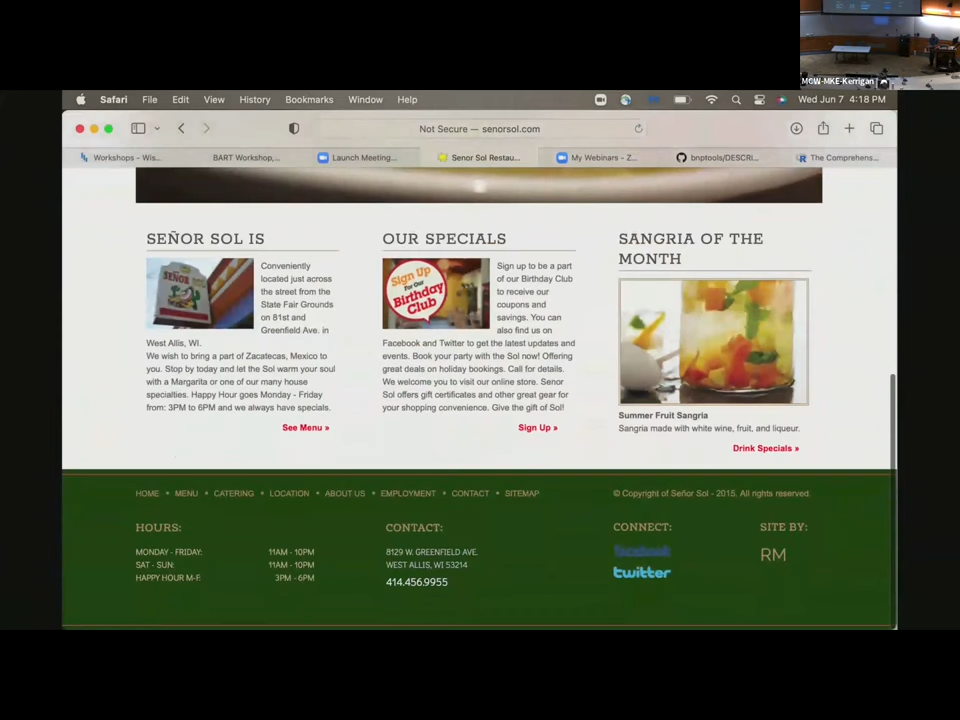 MCW-MKE-Kerrigan
Safari File Edit View History Bookmarks Window Help
Wed Jun 7 4:18 PM
Not Secure — senorsol.com
Workshops – Wis...
BART Workshop,...
Launch Meeting...
Senor Sol Restau...
My Webinars - Z...
bnptools/DESCRI...
The Comprehens...
SEÑOR SOL IS
SEÑOR
Conveniently
located just across
the street from the
State Fair Grounds
on 81st and
Greenfield Ave. in
West Allis, WI.
We wish to bring a part of Zacatecas, Mexico to
you. Stop by today and let the Sol warm your soul
with a Margarita or one of our many house
specialties. Happy Hour goes Monday - Friday
from: 3PM to 6PM and we always have specials.
See Menu »
OUR SPECIALS
Sign Up
For Our
Birthday
Club
Sign up to be a part
of our Birthday Club
to receive our
coupons and
savings. You can
also find us on
Facebook and Twitter to get the latest updates and
events. Book your party with the Sol now! Offering
great deals on holiday bookings. Call for details.
We welcome you to visit our online store. Senor
Sol offers gift certificates and other great gear for
your shopping convenience. Give the gift of Sol!
Sign Up »
SANGRIA OF THE
MONTH
Summer Fruit Sangria
Sangria made with white wine, fruit, and liqueur.
Drink Specials »
HOME • MENU • CATERING • LOCATION • ABOUT US • EMPLOYMENT • CONTACT • SITEMAP
© Copyright of Señor Sol - 2015. All rights reserved.
HOURS:
MONDAY - FRIDAY: 11AM - 10PM
SAT - SUN: 11AM - 10PM
HAPPY HOUR M-F: 3PM - 6PM
CONTACT:
8129 W. GREENFIELD AVE.
WEST ALLIS, WI 53214
414.456.9955
CONNECT:
facebook
twitter
SITE BY:
RM